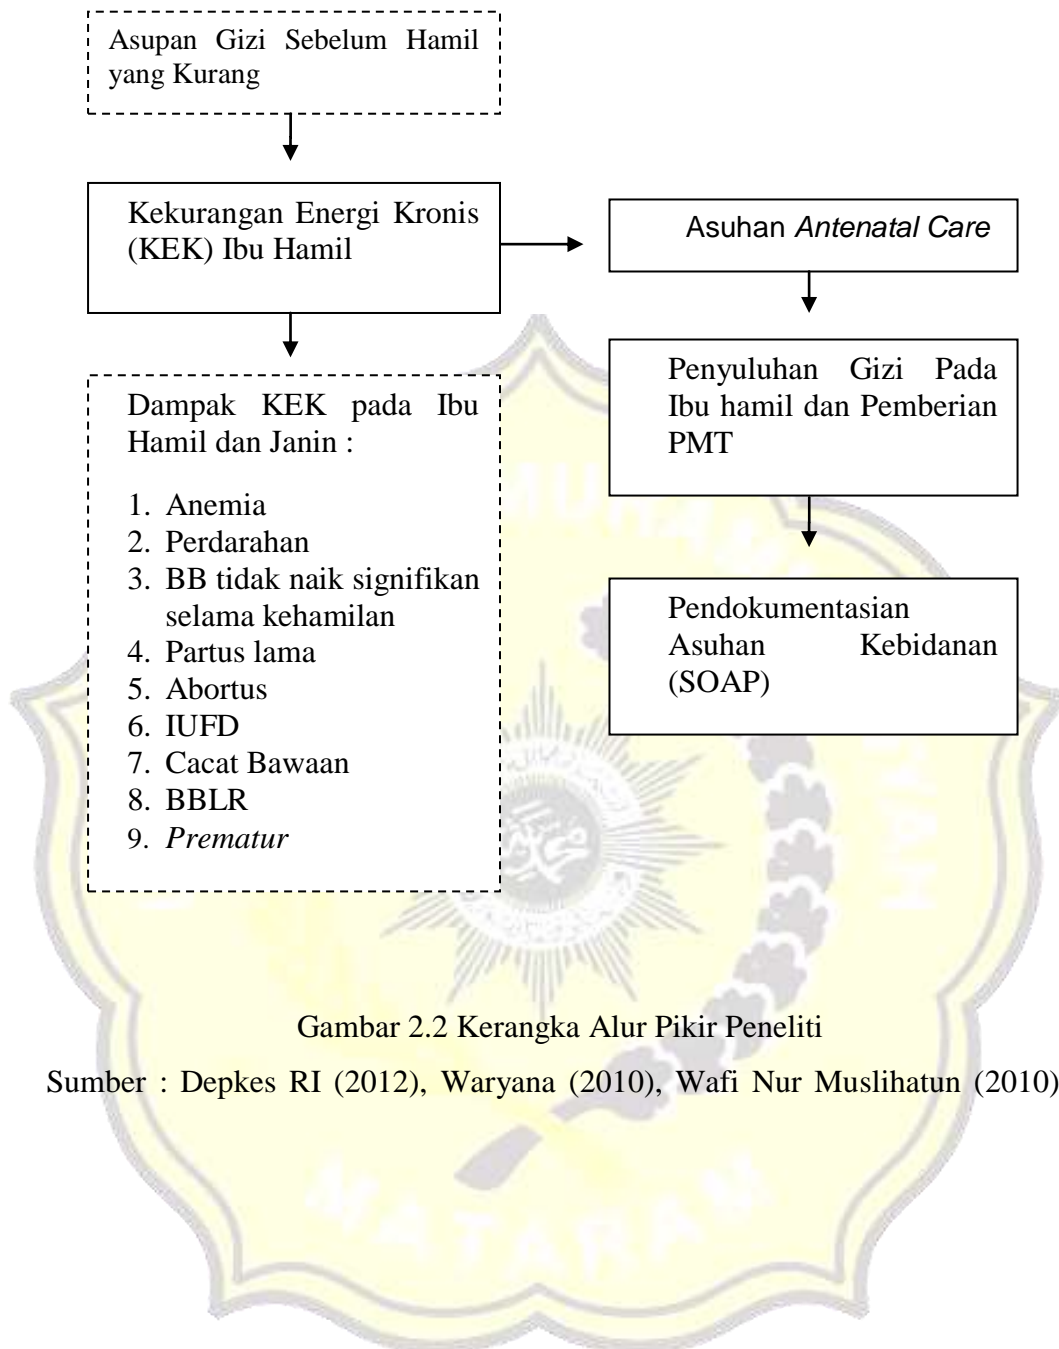 Asupan Gizi Sebelum Hamil
yang Kurang
Kekurangan Energi Kronis
(KEK) Ibu Hamil
Asuhan Antenatal Care
Dampak KEK pada Ibu
Hamil dan Janin :
1. Anemia
2. Perdarahan
3. BB tidak naik signifikan
selama kehamilan
4. Partus lama
5. Abortus
6. IUFD
7. Cacat Bawaan
8. BBLR
9. Prematur
Penyuluhan Gizi Pada
Ibu hamil dan Pemberian
PMT
Pendokumentasian
Asuhan Kebidanan
(SOAP)
Gambar 2.2 Kerangka Alur Pikir Peneliti
Sumber : Depkes RI (2012), Waryana (2010), Wafi Nur Muslihatun (2010)
MATARAM